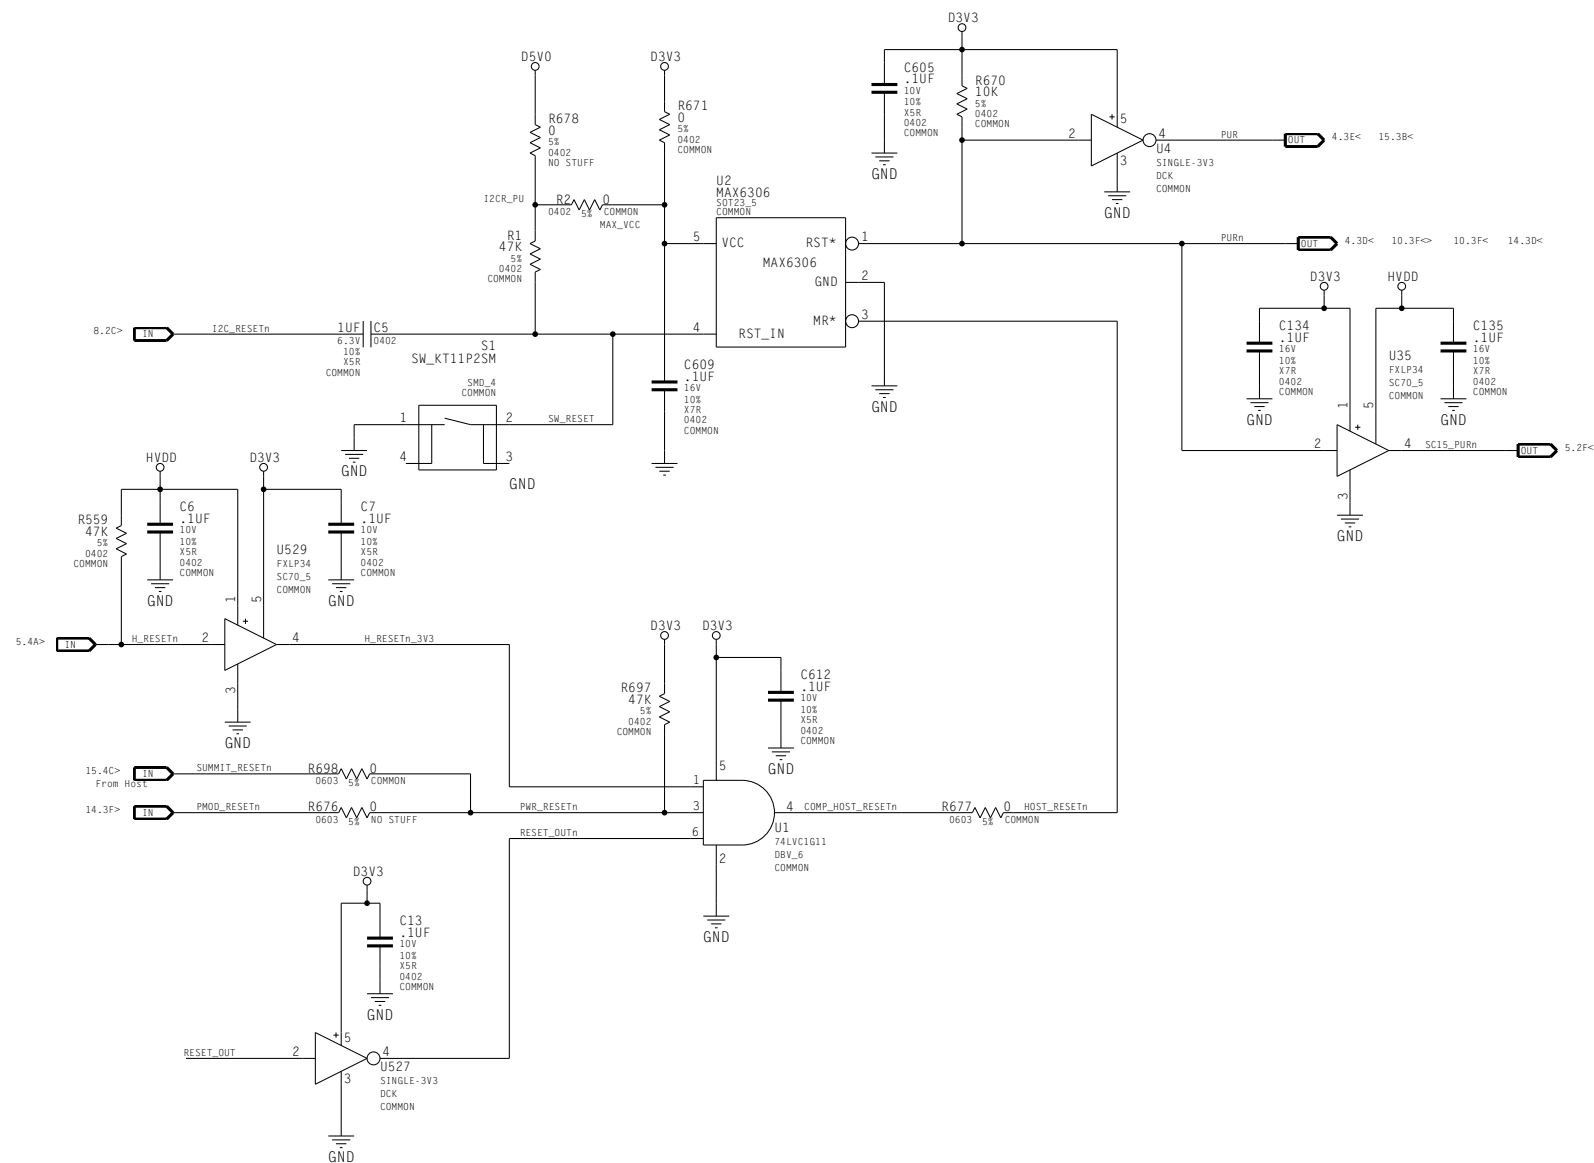 D3V3
C605
.1UF
10V
10%
X5R
0402
COMMON
R670
10K
5%
0402
COMMON
2
+
5
4
U4
3
SINGLE-3V3
DCK
COMMON
PUR
OUT
4.3E<
15.3B<
GND
GND
D5V0
D3V3
R678
0
5%
0402
NO STUFF
R671
0
5%
0402
COMMON
I2CR_PU
R2
0
0402
5%
COMMON
MAX_VCC
R1
47K
5%
0402
COMMON
U2
MAX6306
SOT23_5
COMMON
5
VCC
RST*
1
MAX6306
GND
2
MR*
3
4
RST_IN
PURn
OUT
4.3D<
10.3F<>
10.3F<
14.3D<
GND
8.2C>
IN
I2C_RESETn
1UF
C5
6.3V
0402
10%
X5R
COMMON
S1
SW_KT11P2SM
SMD_4
COMMON
1
2
SW_RESET
4
3
GND
GND
C609
.1UF
16V
10%
X7R
0402
COMMON
D3V3
HVDD
C134
.1UF
16V
10%
X7R
0402
COMMON
GND
U35
FXLP34
SC70_5
COMMON
C135
.1UF
16V
10%
X7R
0402
COMMON
GND
1
5
+
2
4
SC15_PURn
OUT
5.2F<
3
GND
HVDD
D3V3
R559
47K
5%
0402
COMMON
C6
.1UF
10V
10%
X5R
0402
COMMON
GND
C7
.1UF
10V
10%
X5R
0402
COMMON
GND
U529
FXLP34
SC70_5
COMMON
1
5
+
5.4A>
IN
H_RESETn
2
4
H_RESETn_3V3
3
GND
D3V3
D3V3
R697
47K
5%
0402
COMMON
C612
.1UF
10V
10%
X5R
0402
COMMON
GND
15.4C>
IN
SUMMIT_RESETn
R698
0
From Host
0603
5%
COMMON
14.3F>
IN
PMOD_RESETn
R676
0
0603
5%
NO STUFF
PWR_RESETn
RESET_OUTn
5
1
3
6
4
2
U1
74LVC1G11
DBV_6
COMMON
COMP_HOST_RESETn
R677
0
HOST_RESETn
0603
5%
COMMON
GND
D3V3
C13
.1UF
10V
10%
X5R
0402
COMMON
GND
RESET_OUT
2
+
5
4
U527
3
SINGLE-3V3
DCK
COMMON
GND